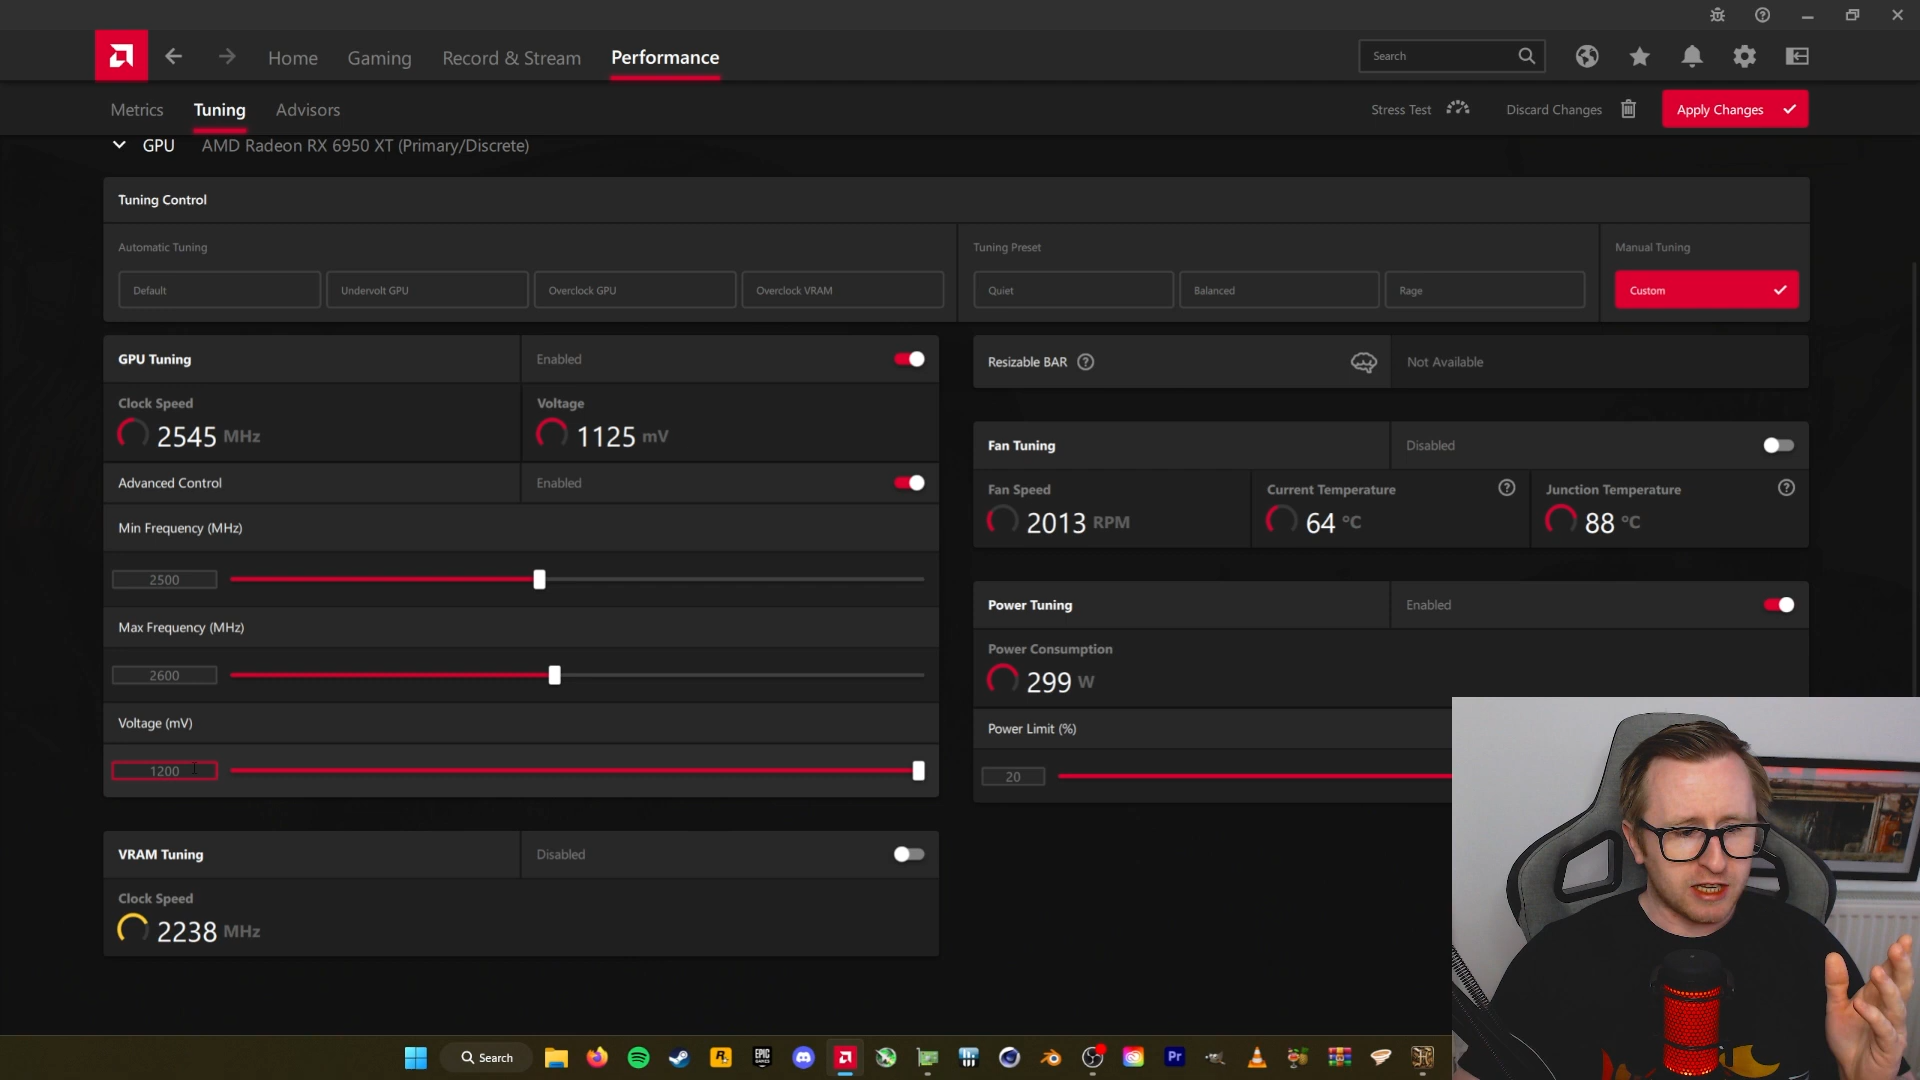 Home
Gaming
Record & Stream
Performance
Search
Metrics
Tuning
Advisors
Stress Test
Discard Changes
Apply Changes
GPU
AMD Radeon RX 6950 XT (Primary/Discrete)
Tuning Control
Automatic Tuning
Default
Undervolt GPU
Overclock GPU
Overclock VRAM
Tuning Preset
Quiet
Balanced
Rage
Manual Tuning
Custom
GPU Tuning
Enabled
Clock Speed
2545 MHz
Voltage
1125 mV
Advanced Control
Enabled
Min Frequency (MHz)
2500
Max Frequency (MHz)
2600
Voltage (mV)
1200
VRAM Tuning
Disabled
Clock Speed
2238 MHz
Resizable BAR
Not Available
Fan Tuning
Disabled
Fan Speed
2013 RPM
Current Temperature
64 °C
Junction Temperature
88 °C
Power Tuning
Enabled
Power Consumption
299 W
Power Limit (%)
20
Search
R★
EPIC GAMES
Pr